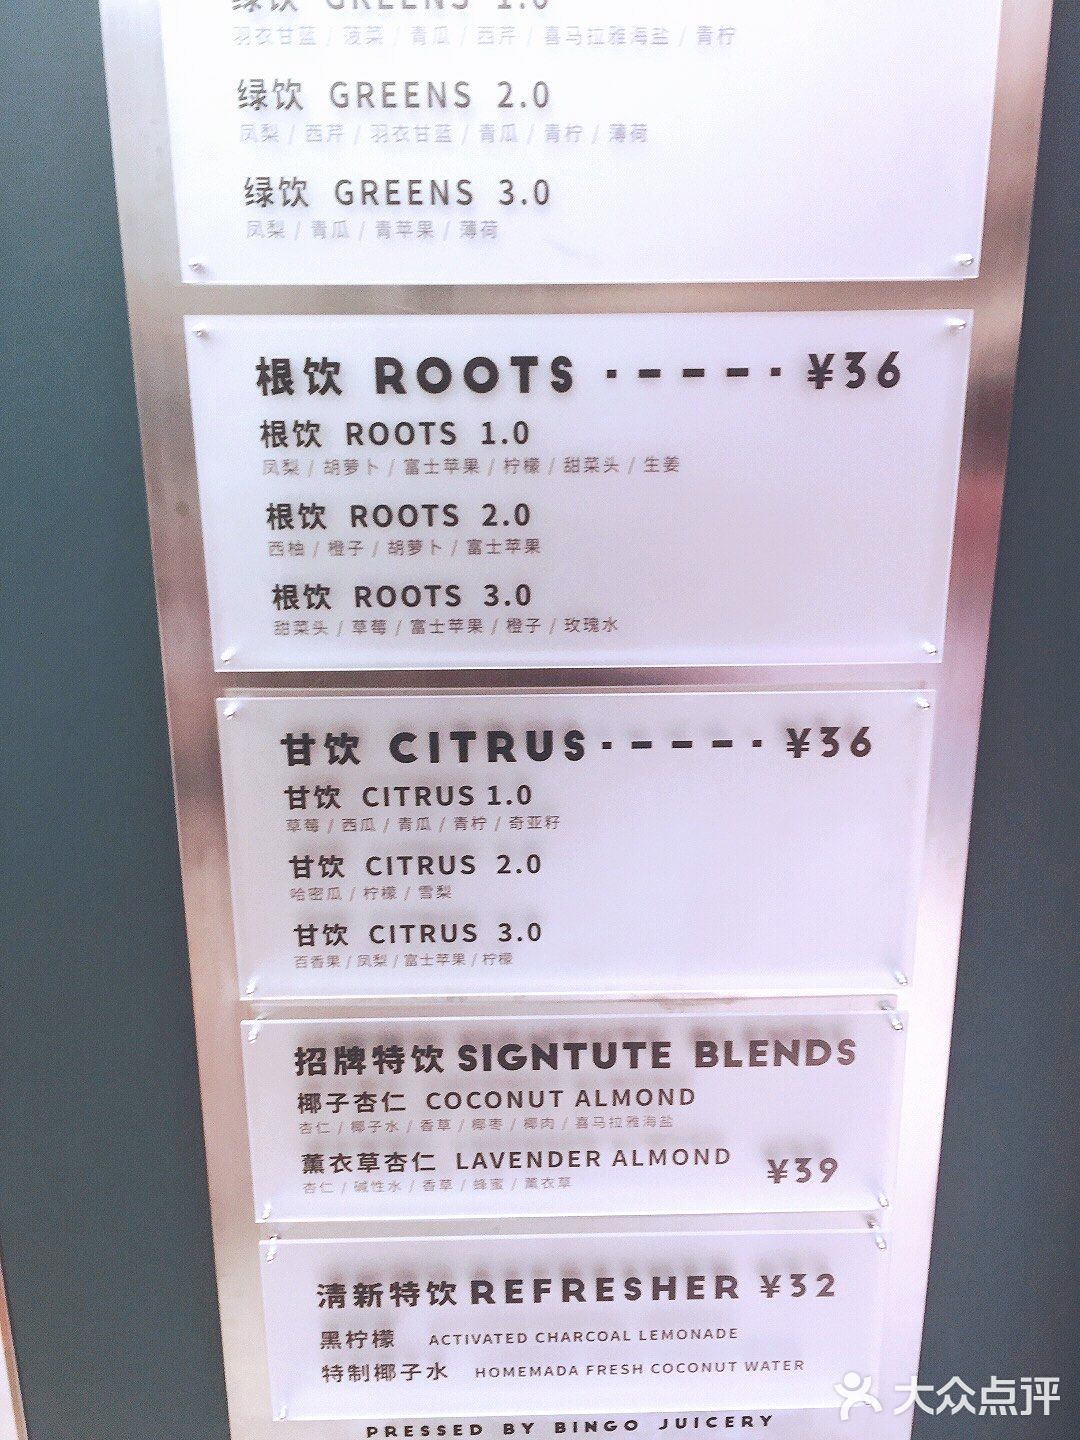 绿饮 GREENS 1.0
羽衣甘蓝 / 菠菜 / 青瓜 / 西芹 / 喜马拉雅海盐 / 青柠
绿饮 GREENS 2.0
凤梨 / 西芹 / 羽衣甘蓝 / 青瓜 / 青柠 / 薄荷
绿饮 GREENS 3.0
凤梨 / 青瓜 / 青苹果 / 薄荷
根饮 ROOTS ·----· ¥36
根饮 ROOTS 1.0
凤梨 / 胡萝卜 / 富士苹果 / 柠檬 / 甜菜头 / 生姜
根饮 ROOTS 2.0
西柚 / 橙子 / 胡萝卜 / 富士苹果
根饮 ROOTS 3.0
甜菜头 / 草莓 / 富士苹果 / 橙子 / 玫瑰水
甘饮 CITRUS ·----· ¥36
甘饮 CITRUS 1.0
草莓 / 西瓜 / 青瓜 / 青柠 / 奇亚籽
甘饮 CITRUS 2.0
哈密瓜 / 柠檬 / 雪梨
甘饮 CITRUS 3.0
百香果 / 凤梨 / 富士苹果 / 柠檬
招牌特饮 SIGNTUTE BLENDS
椰子杏仁 COCONUT ALMOND
杏仁 / 椰子水 / 香草 / 椰枣 / 椰肉 / 喜马拉雅海盐
薰衣草杏仁 LAVENDER ALMOND ¥39
杏仁 / 碱性水 / 香草 / 蜂蜜 / 薰衣草
清新特饮 REFRESHER ¥32
黑柠檬 ACTIVATED CHARCOAL LEMONADE
特制椰子水 HOMEMADA FRESH COCONUT WATER
PRESSED BY BINGO JUICERY
大众点评